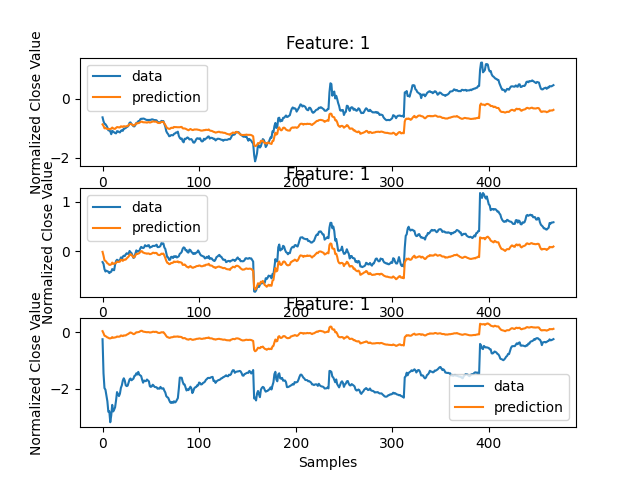 Feature: 1
Normalized Close Value
data
prediction
0
−2
0
100
200
300
400
Feature: 1
Normalized Close Value
data
prediction
1
0
0
100
200
300
400
Feature: 1
Normalized Close Value
0
−2
data
prediction
0
100
200
300
400
Samples